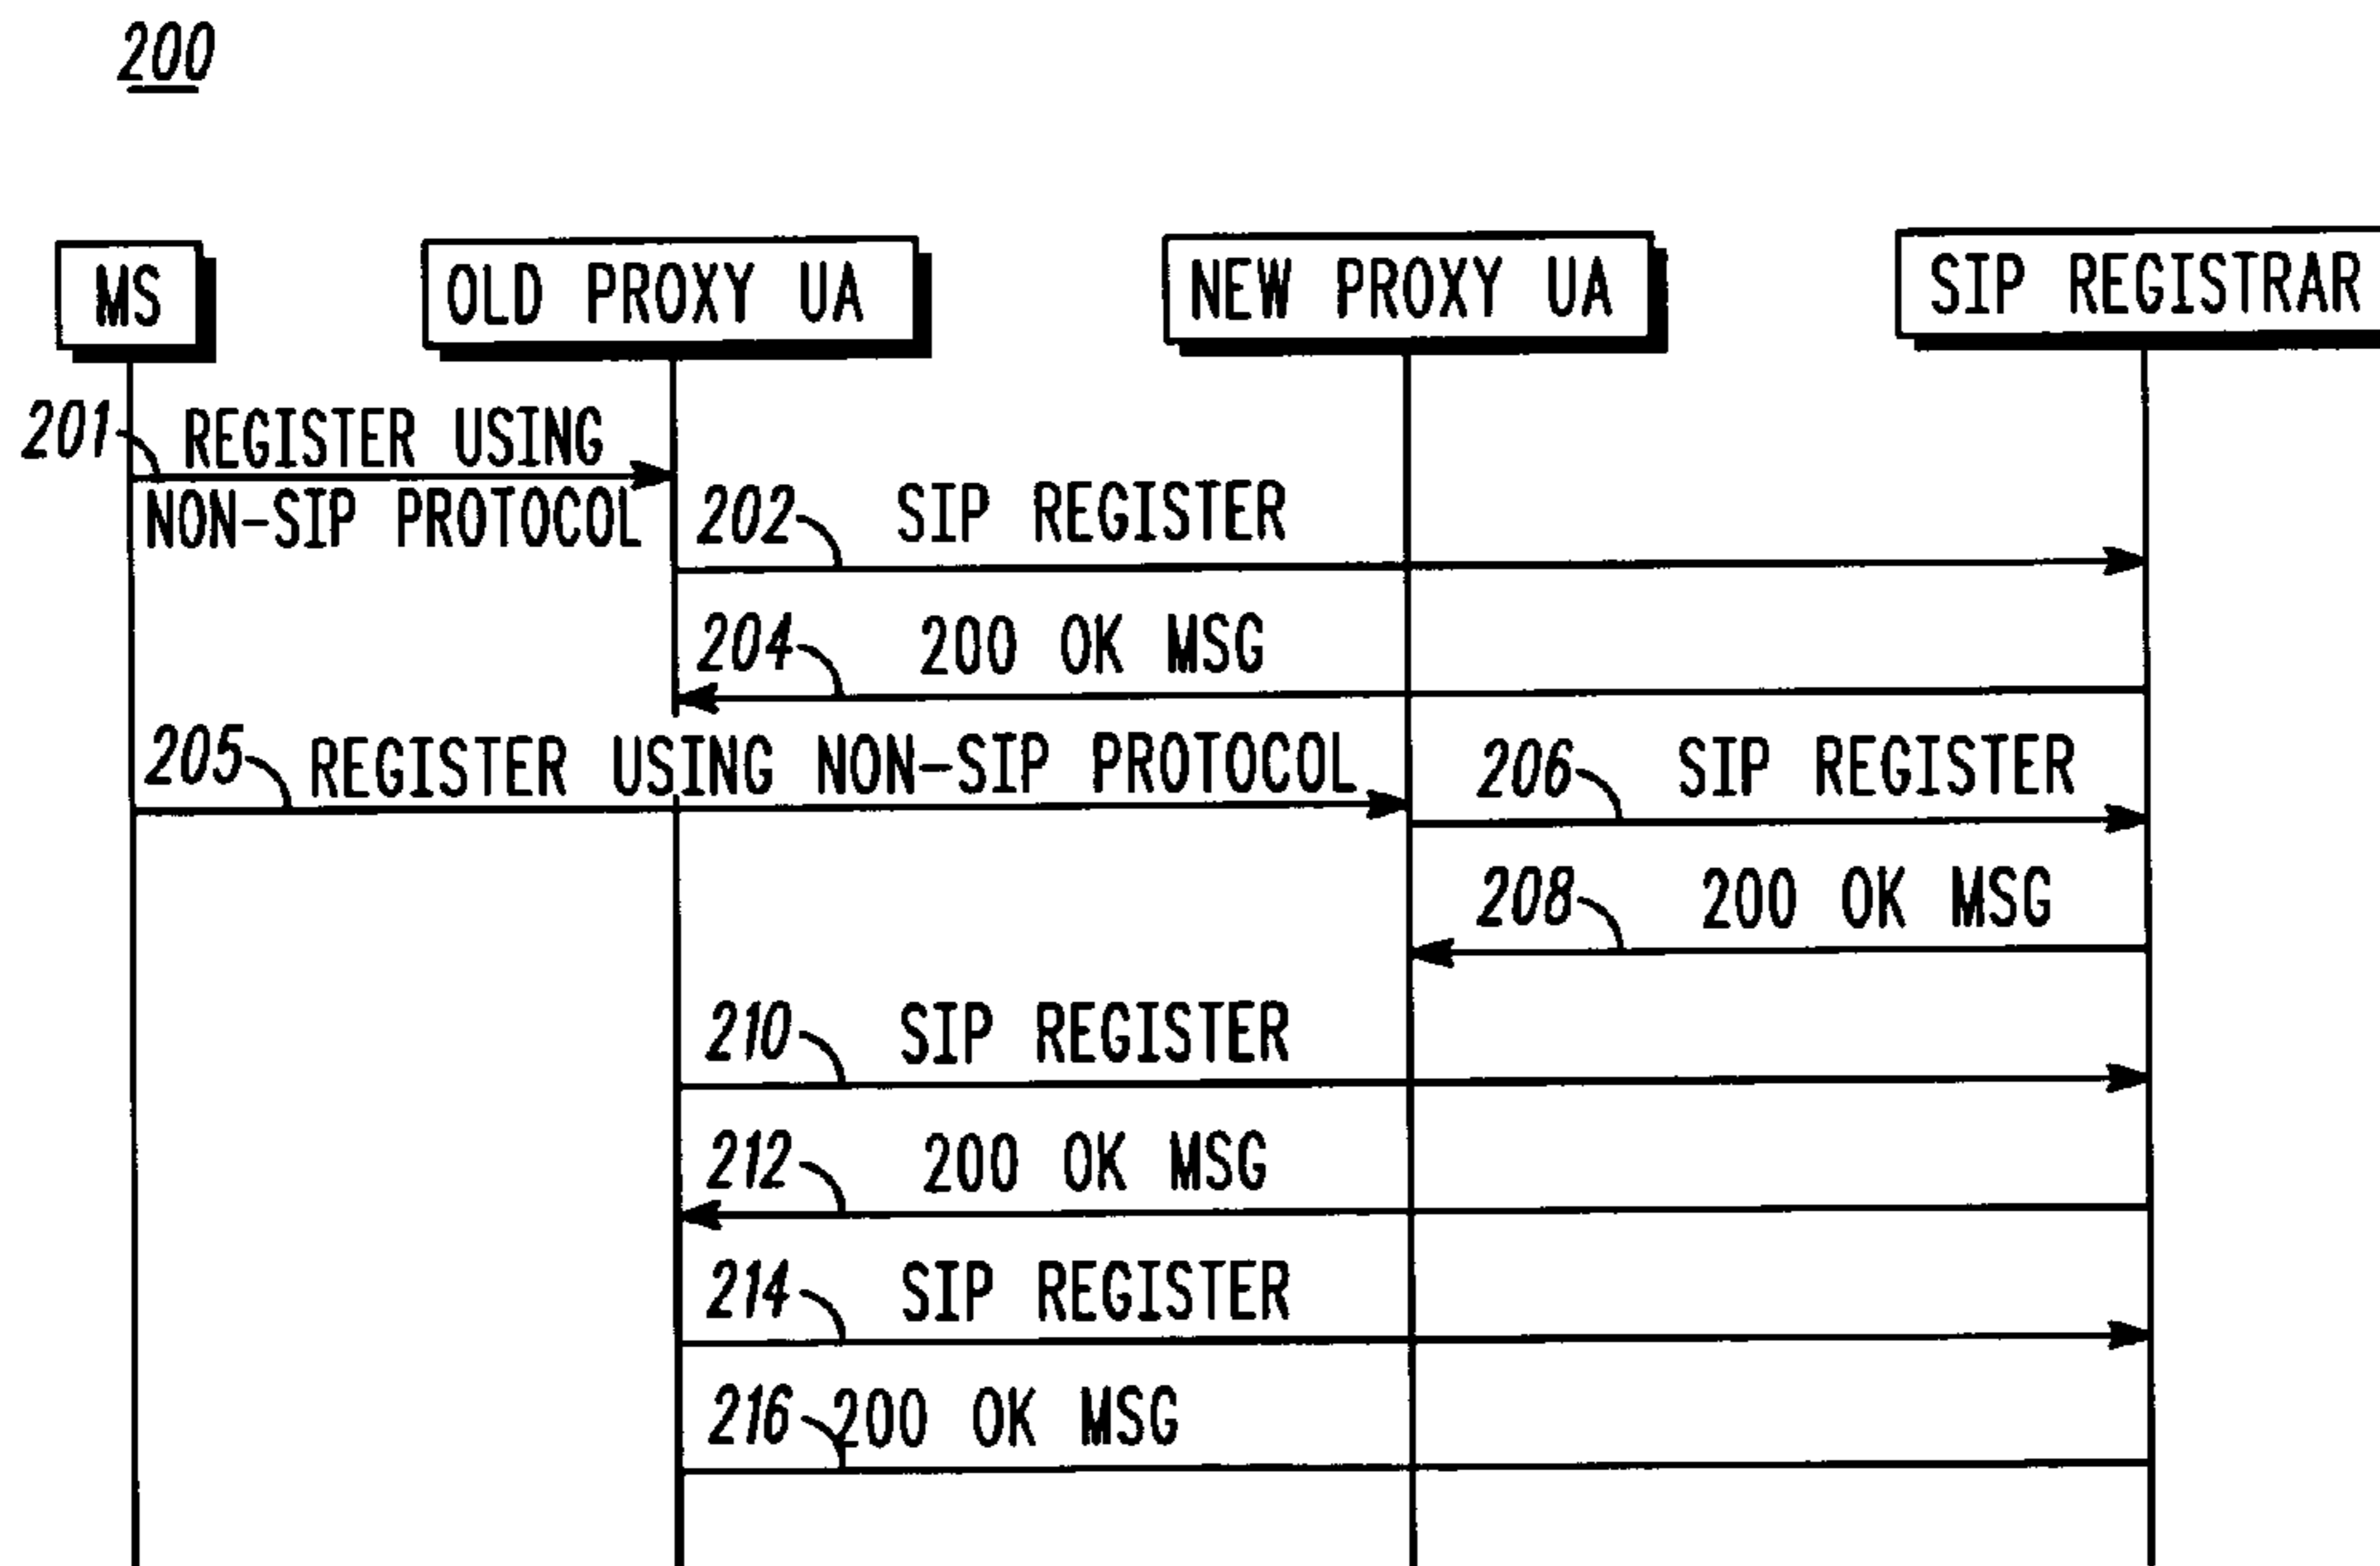 200
MS
OLD PROXY UA
NEW PROXY UA
SIP REGISTRAR
201
REGISTER USING
NON-SIP PROTOCOL
202
SIP REGISTER
204
200 OK MSG
205
REGISTER USING NON-SIP PROTOCOL
206
SIP REGISTER
208
200 OK MSG
210
SIP REGISTER
212
200 OK MSG
214
SIP REGISTER
216
200 OK MSG